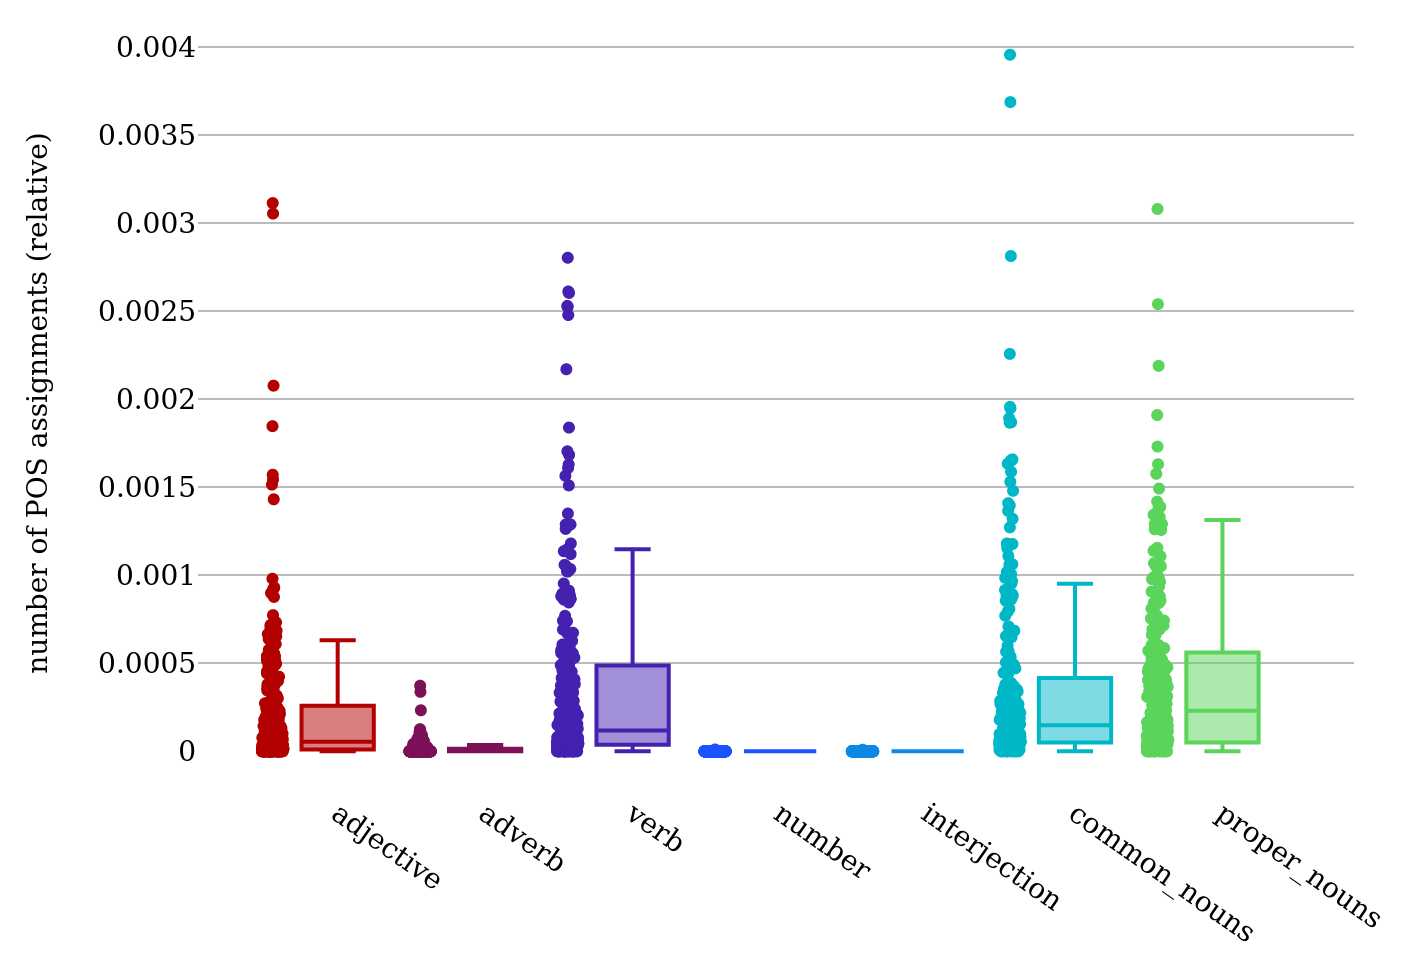 number of POS assignments (relative)
0.004
0.0035
0.003
0.0025
0.002
0.0015
0.001
0.0005
0
adjective
adverb
verb
number
interjection
common_nouns
proper_nouns